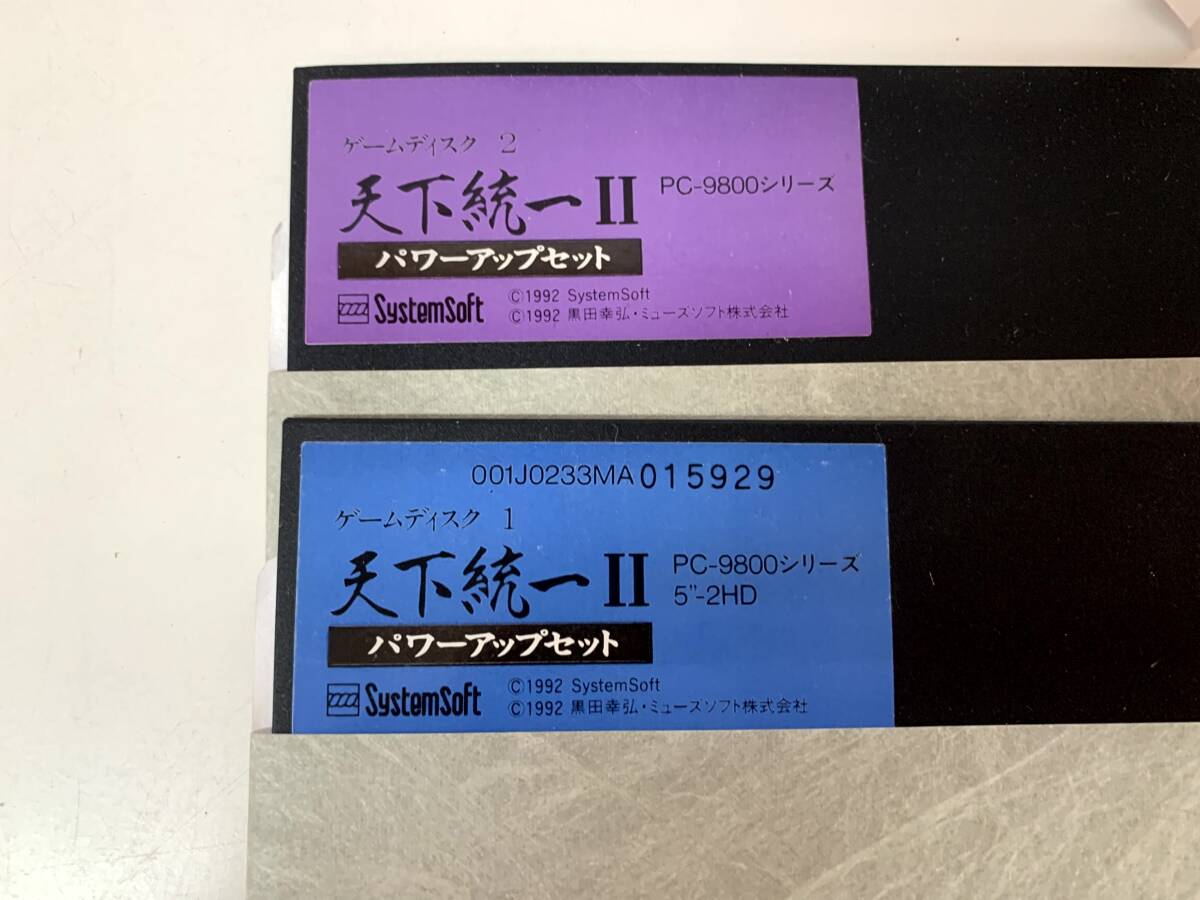 ゲームディスク 2
天下統一 II PC-9800シリーズ
パワーアップセット
SystemSoft ©1992 SystemSoft
©1992 黒田幸弘・ミューズソフト株式会社
001J0233MA 015929
ゲームディスク 1
天下統一 II PC-9800シリーズ
5"-2HD
パワーアップセット
SystemSoft ©1992 SystemSoft
©1992 黒田幸弘・ミューズソフト株式会社